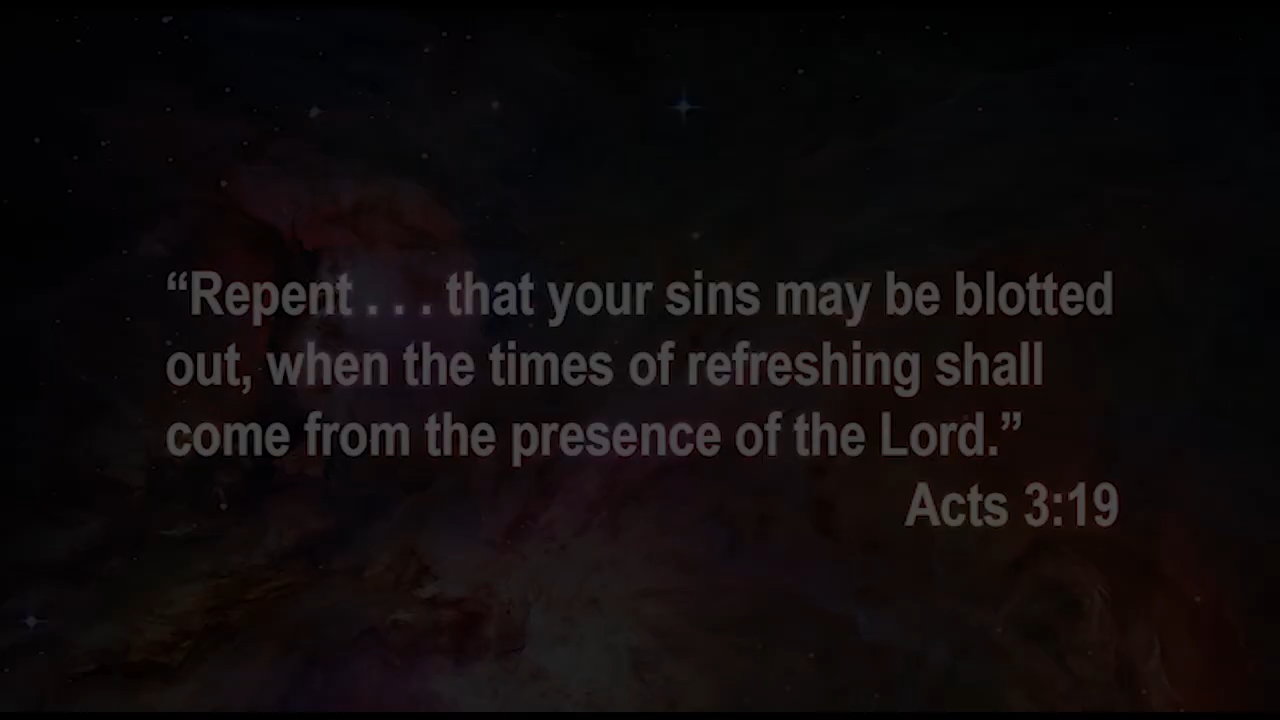 “Repent . . . that your sins may be blotted
out, when the times of refreshing shall
come from the presence of the Lord.”
Acts 3:19